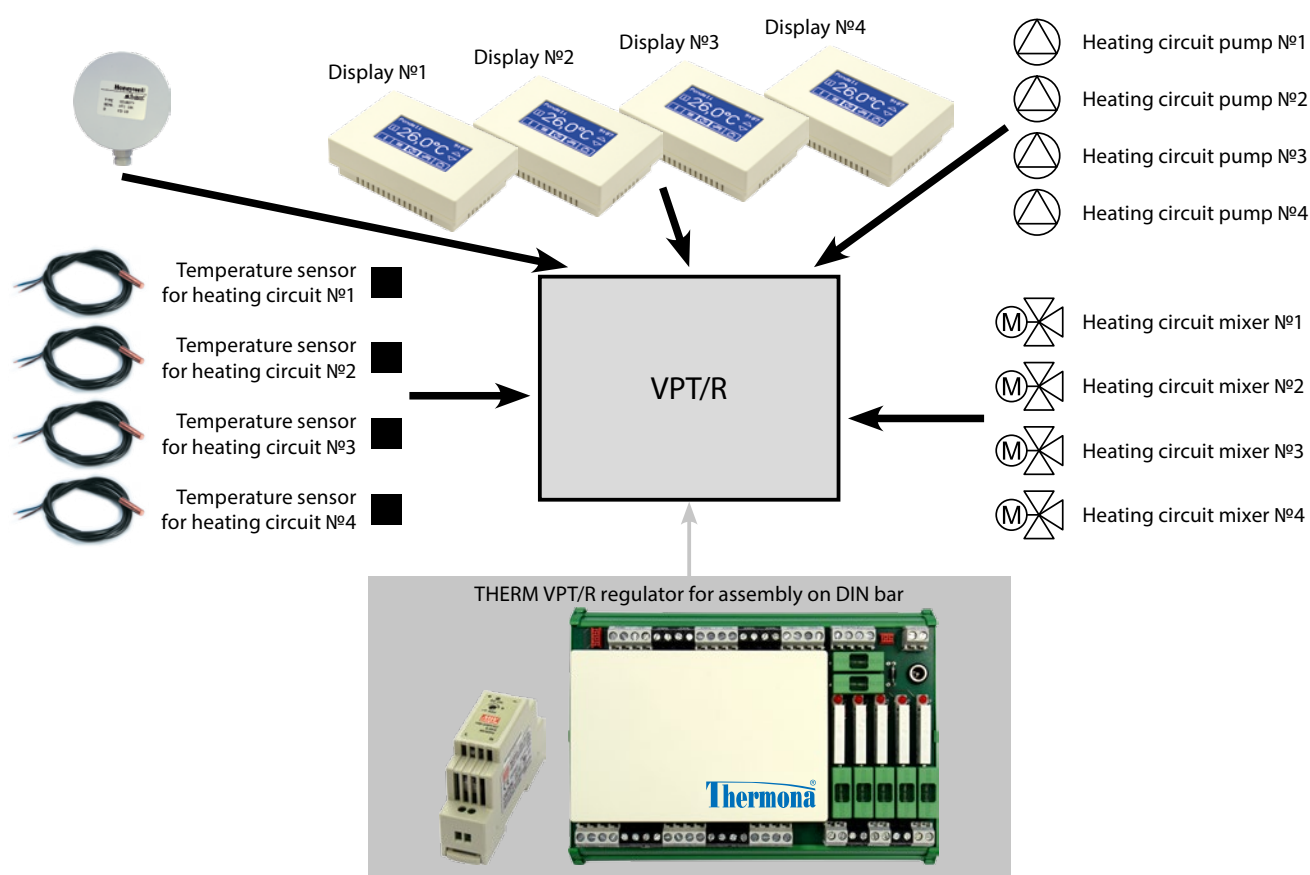 Display №1
Display №2
Display №3
Display №4
Honeywell
26.0°C
26.0°C
26.0°C
26.0°C
Heating circuit pump №1
Heating circuit pump №2
Heating circuit pump №3
Heating circuit pump №4
Temperature sensor
for heating circuit №1
Temperature sensor
for heating circuit №2
Temperature sensor
for heating circuit №3
Temperature sensor
for heating circuit №4
VPT/R
M
Heating circuit mixer №1
M
Heating circuit mixer №2
M
Heating circuit mixer №3
M
Heating circuit mixer №4
THERM VPT/R regulator for assembly on DIN bar
Thermona®